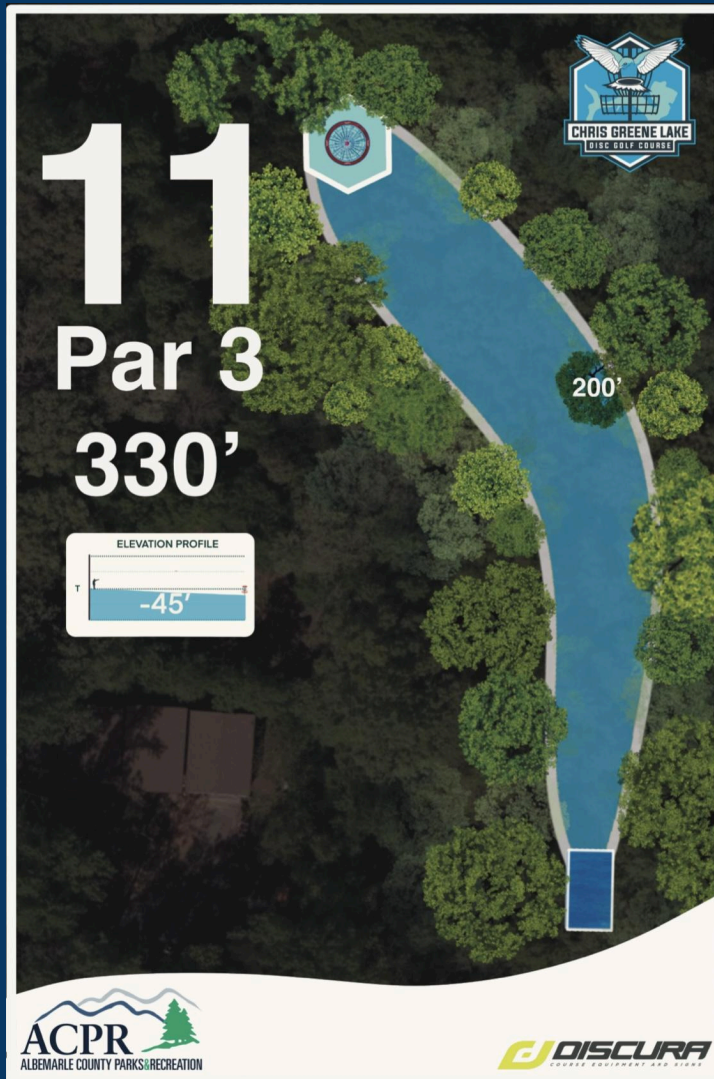 11
Par 3
330’
CHRIS GREENE LAKE
DISC GOLF COURSE
200’
ELEVATION PROFILE
T
-45’
ACPR
ALBEMARLE COUNTY PARKS&RECREATION
DISCURA
COURSE EQUIPMENT AND SIGNS